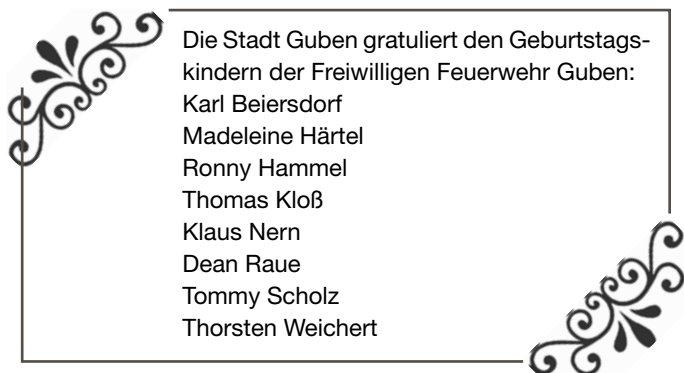 Die Stadt Guben gratuliert den Geburtstags-
kindern der Freiwilligen Feuerwehr Guben:
Karl Beiersdorf
Madeleine Härtel
Ronny Hammel
Thomas Kloß
Klaus Nern
Dean Raue
Tommy Scholz
Thorsten Weichert